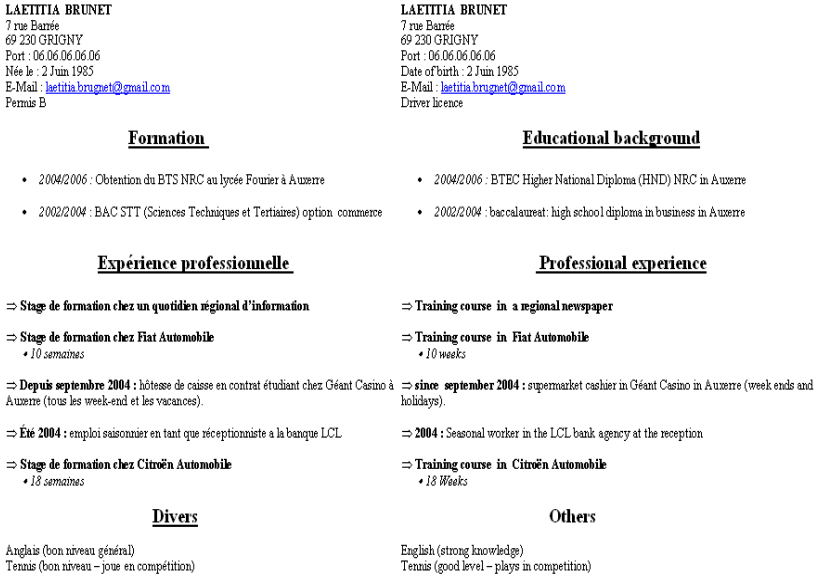 LAETITIA BRUNET
7 rue Barrée
69 230 GRIGNY
Port : 06.06.06.06.06
Née le : 2 Juin 1985
E-Mail : laetitia.brugnet@gmail.com
Permis B
Formation
• 2004/2006 : Obtention du BTS NRC au lycée Fourier à Auxerre
• 2002/2004 : BAC STT (Sciences Techniques et Tertiaires) option commerce
Expérience professionnelle
⇒ Stage de formation chez un quotidien régional d'information
⇒ Stage de formation chez Fiat Automobile
• 10 semaines
⇒ Depuis septembre 2004 : hôtesse de caisse en contrat étudiant chez Géant Casino à
Auxerre (tous les week-end et les vacances).
⇒ Été 2004 : emploi saisonnier en tant que réceptionniste a la banque LCL
⇒ Stage de formation chez Citroën Automobile
• 18 semaines
Divers
Anglais (bon niveau général)
Tennis (bon niveau – joue en compétition)
LAETITIA BRUNET
7 rue Barrée
69 230 GRIGNY
Port : 06.06.06.06.06
Date of birth : 2 Juin 1985
E-Mail : laetitia.brugnet@gmail.com
Driver licence
Educational background
• 2004/2006 : BTEC Higher National Diploma (HND) NRC in Auxerre
• 2002/2004 : baccalaureat: high school diploma in business in Auxerre
Professional experience
⇒ Training course in a regional newspaper
⇒ Training course in Fiat Automobile
• 10 weeks
⇒ since september 2004 : supermarket cashier in Géant Casino in Auxerre (week ends and
holidays).
⇒ 2004 : Seasonal worker in the LCL bank agency at the reception
⇒ Training course in Citroën Automobile
• 18 Weeks
Others
English (strong knowledge)
Tennis (good level – plays in competition)